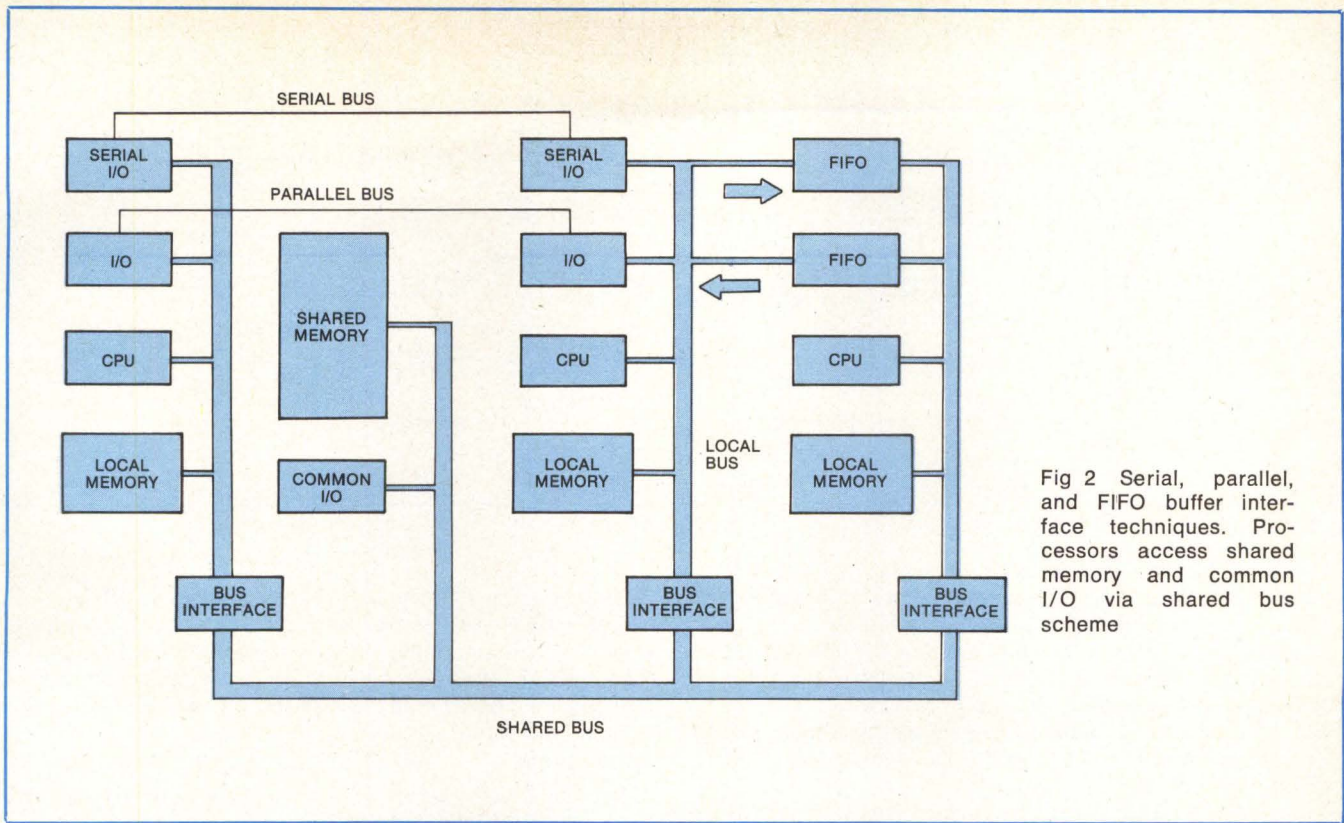 SERIAL BUS
SERIAL
I/O
SERIAL
I/O
FIFO
PARALLEL BUS
I/O
SHARED
MEMORY
I/O
FIFO
CPU
CPU
CPU
LOCAL
MEMORY
COMMON
I/O
LOCAL
MEMORY
LOCAL
BUS
LOCAL
MEMORY
BUS
INTERFACE
BUS
INTERFACE
BUS
INTERFACE
SHARED BUS
Fig 2 Serial, parallel,
and FIFO buffer inter-
face techniques. Pro-
cessors access shared
memory and common
I/O via shared bus
scheme